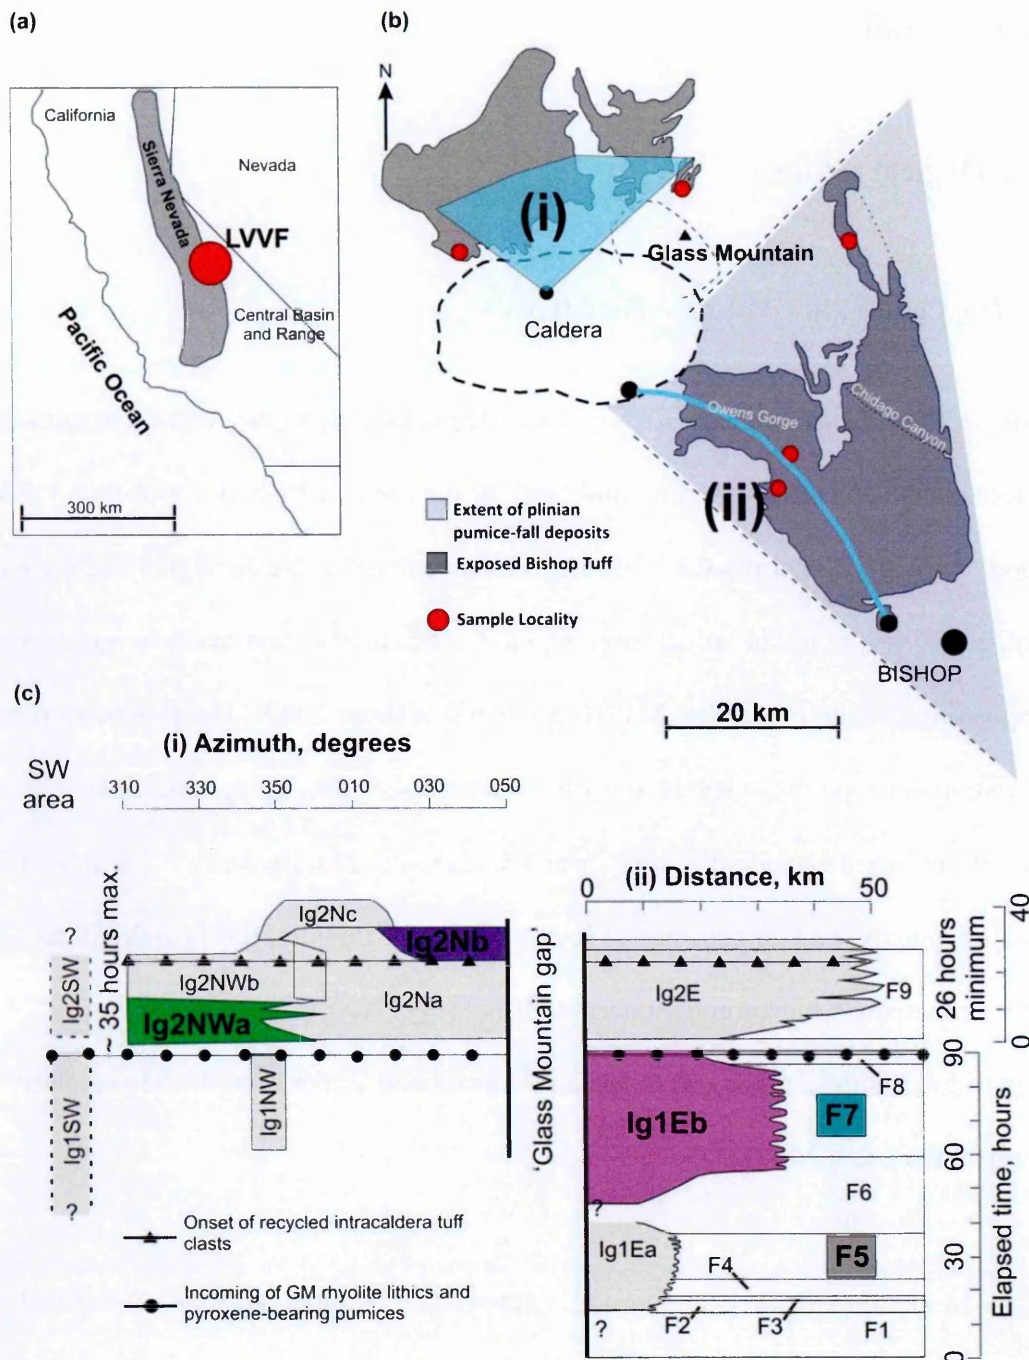 (a)
California
Nevada
Sierra Nevada
LVVF
Central Basin
and Range
Pacific Ocean
300 km
(b)
N
(i)
Glass Mountain
Caldera
Owens Gorge
Chidago Canyon
(ii)
Extent of plinian
pumice-fall deposits
Exposed Bishop Tuff
Sample Locality
BISHOP
20 km
(c)
(i) Azimuth, degrees
SW
area
310 330 350 010 030 050
~ 35 hours max.
?
Ig2SW
Ig1SW
?
Ig2Nc
Ig2Nb
Ig2NWb
Ig2Na
Ig2NWa
Ig1NW
'Glass Mountain gap'
Onset of recycled intracaldera tuff
clasts
Incoming of GM rhyolite lithics and
pyroxene-bearing pumices
(ii) Distance, km
0 50
Ig2E
F9
40
0
26 hours
minimum
F8
Ig1Eb
F7
F6
?
Ig1Ea
F5
F4
F2
F3
F1
?
90
60
30
0
Elapsed time, hours